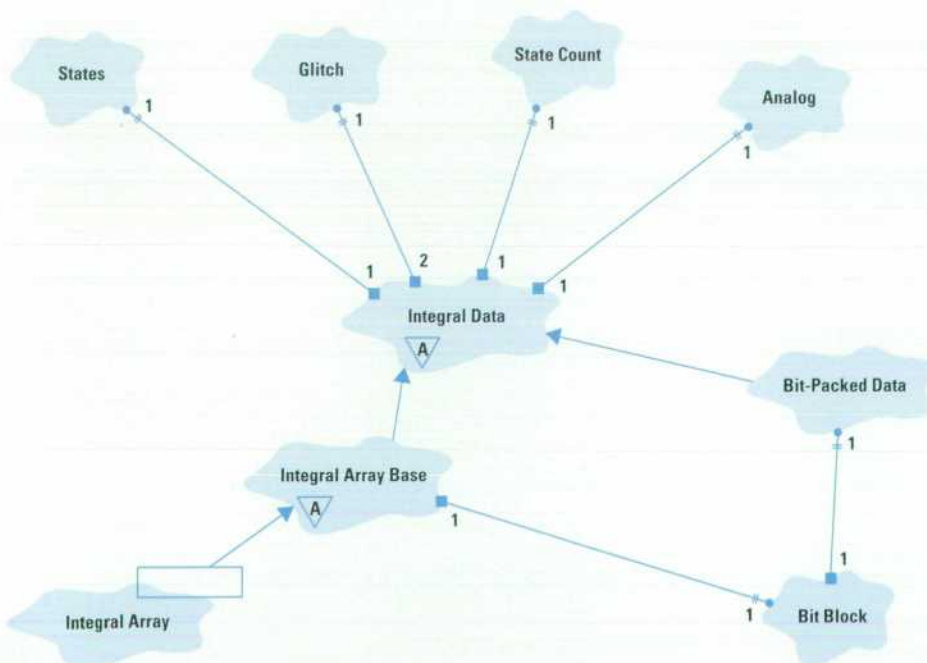 States
Glitch
State Count
Analog
1
1
1
1
1
2
1
1
Integral Data
A
Bit-Packed Data
1
Integral Array Base
A
1
1
1
Integral Array
Bit Block